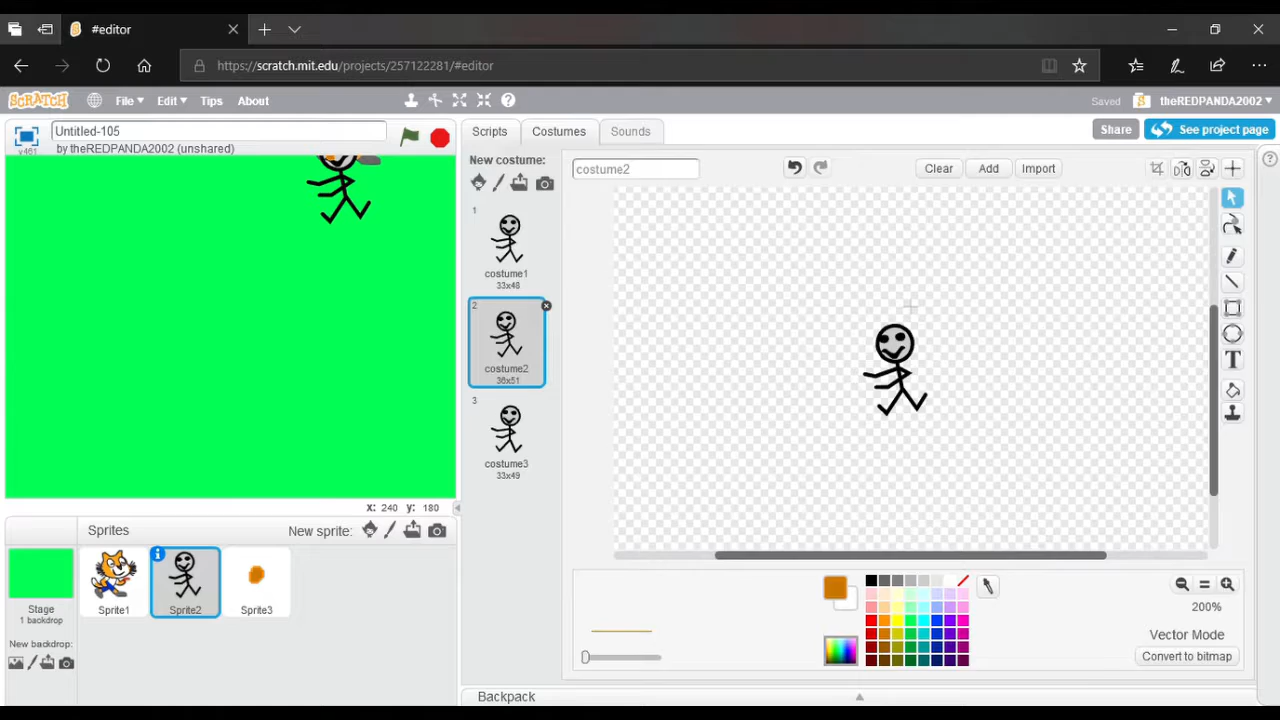 #editor
https://scratch.mit.edu/projects/257122281/#editor
SCRATCH File Edit Tips About Saved theREDPANDA2002
Untitled-105
by theREDPANDA2002 (unshared)
v461
Scripts Costumes Sounds Share See project page
New costume: costume2 Clear Add Import
1
costume1
33x48
2
costume2
36x51
3
costume3
33x49
x: 240 y: 180
Sprites New sprite:
Stage
1 backdrop
Sprite1 Sprite2 Sprite3
New backdrop:
200%
Vector Mode
Convert to bitmap
Backpack